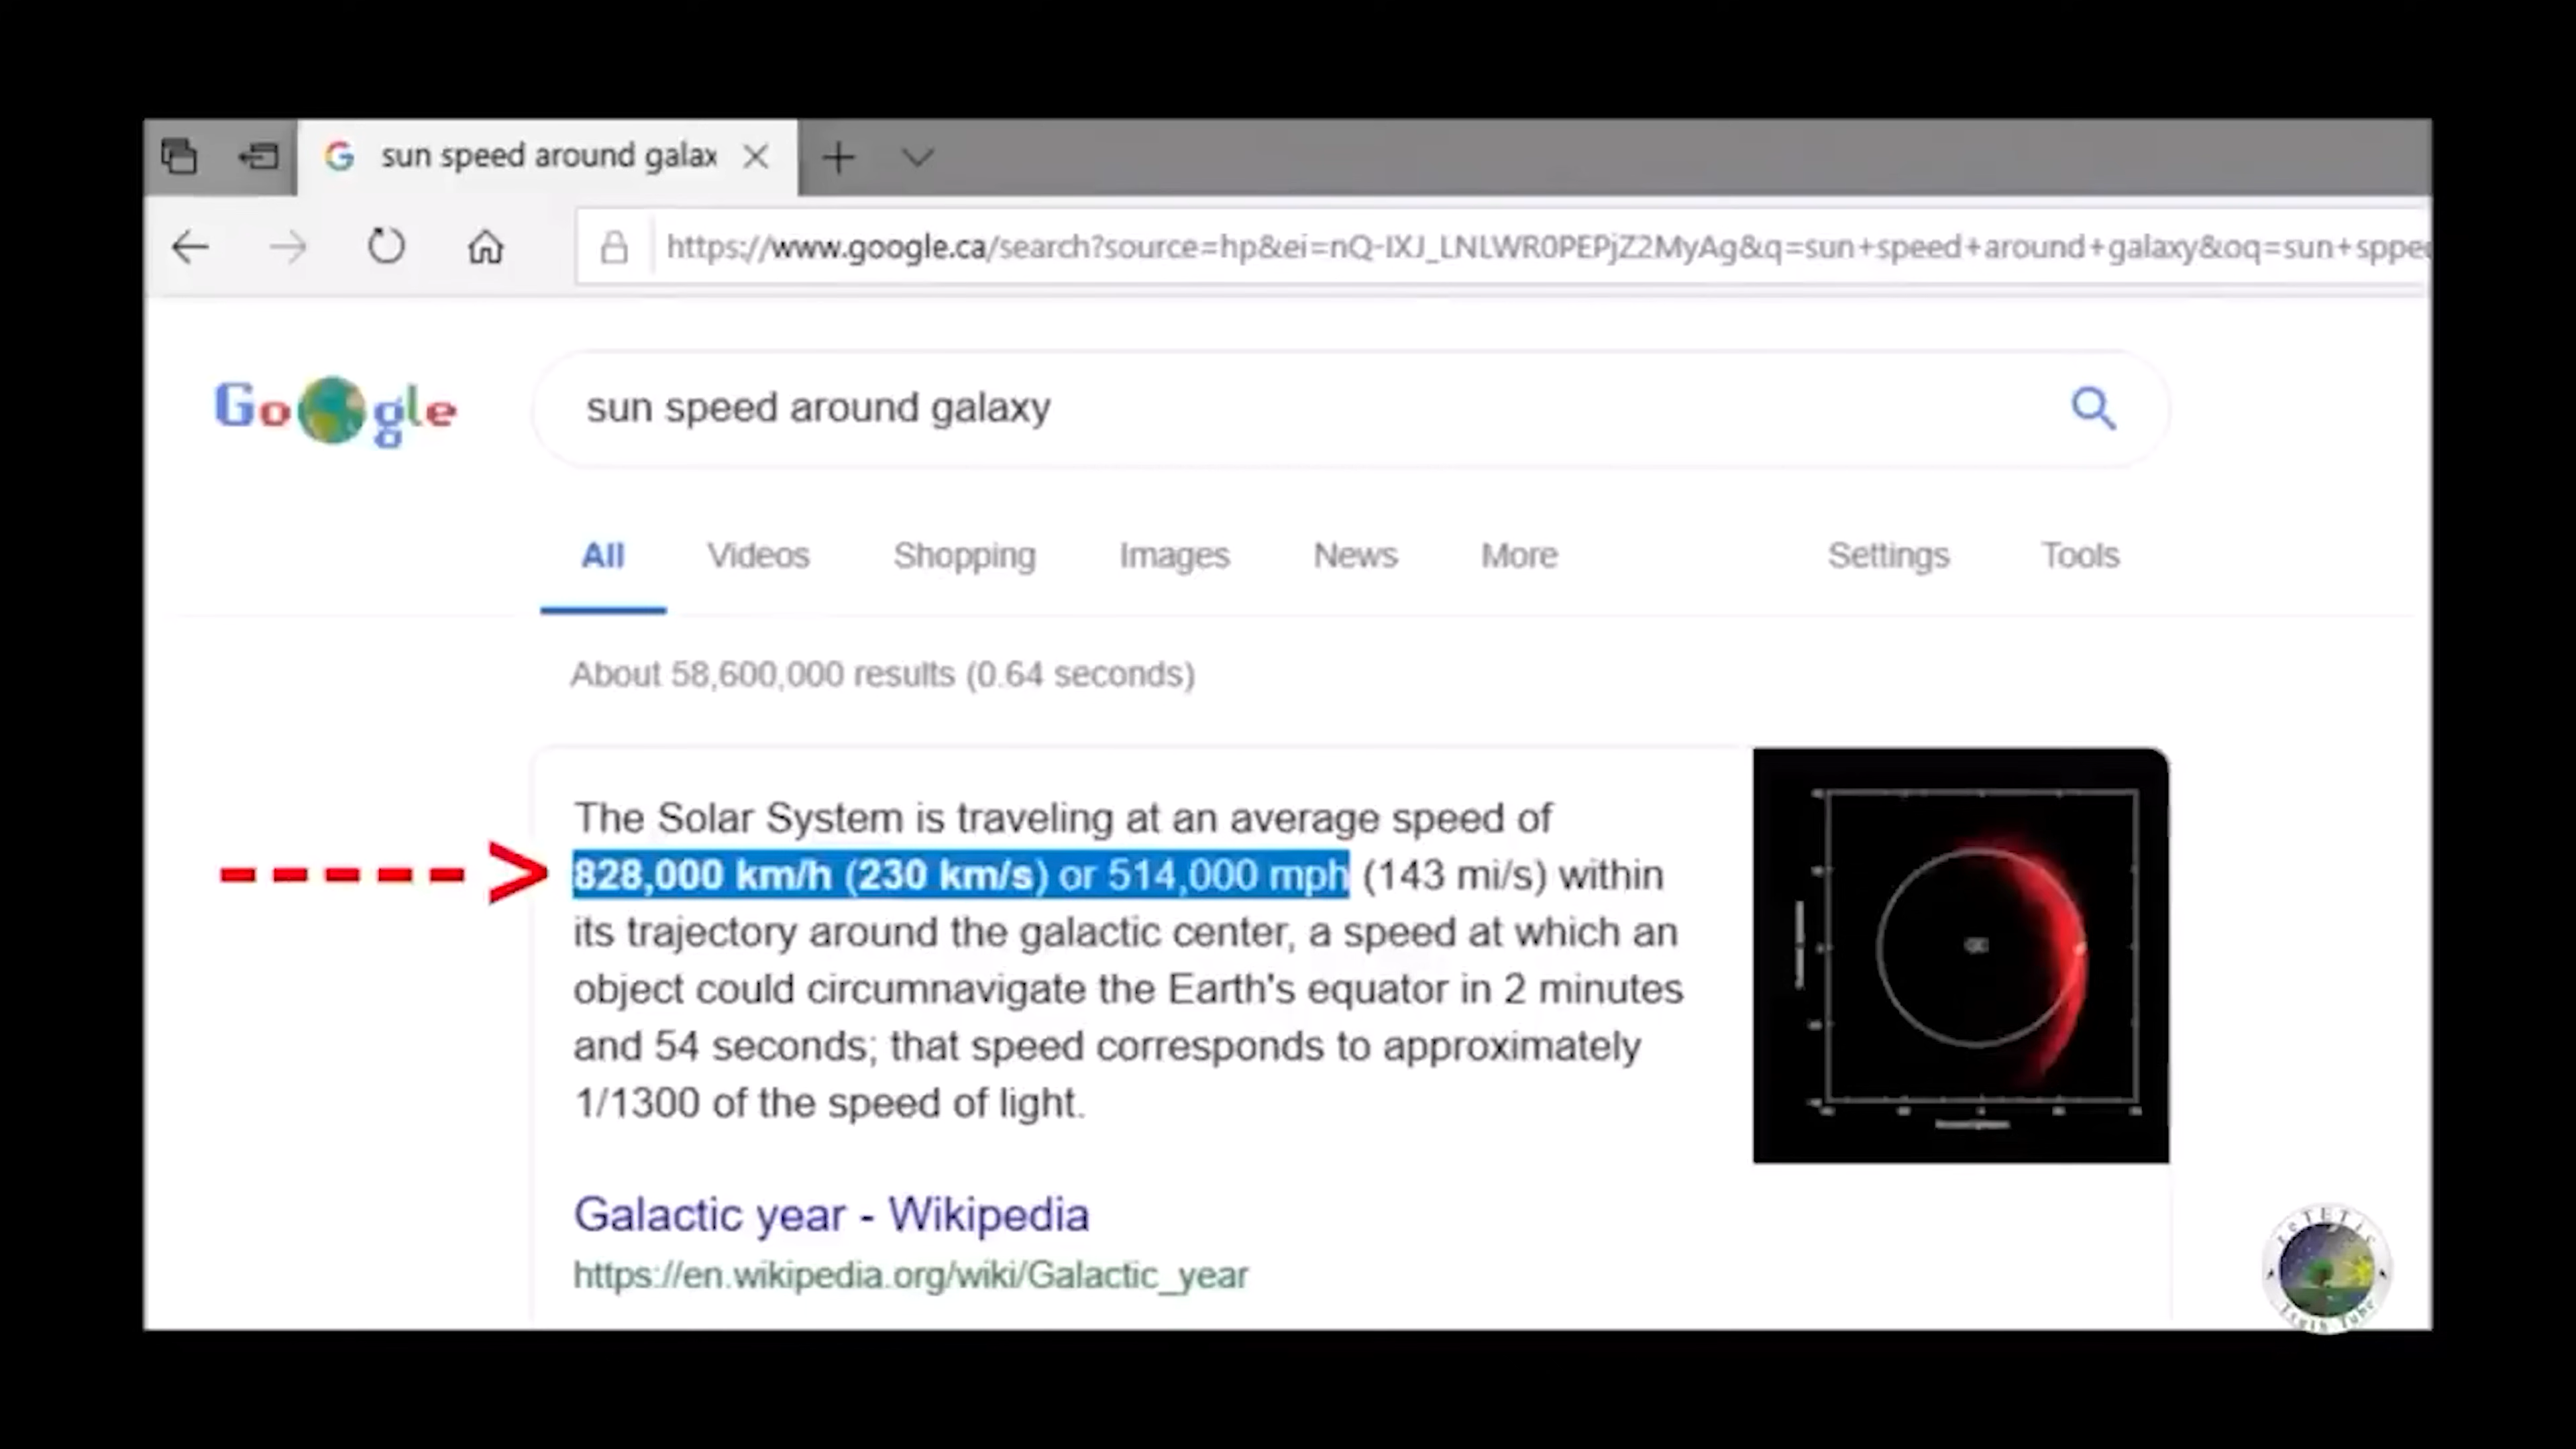 sun speed around galax
https://www.google.ca/search?source=hp&ei=nQ-IXJ_LNLWR0PEPjZ2MyAg&q=sun+speed+around+galaxy&oq=sun+sppe
Google
sun speed around galaxy
All Videos Shopping Images News More Settings Tools
About 58,600,000 results (0.64 seconds)
The Solar System is traveling at an average speed of
828,000 km/h (230 km/s) or 514,000 mph (143 mi/s) within
its trajectory around the galactic center, a speed at which an
object could circumnavigate the Earth's equator in 2 minutes
and 54 seconds; that speed corresponds to approximately
1/1300 of the speed of light.
Galactic year - Wikipedia
https://en.wikipedia.org/wiki/Galactic_year